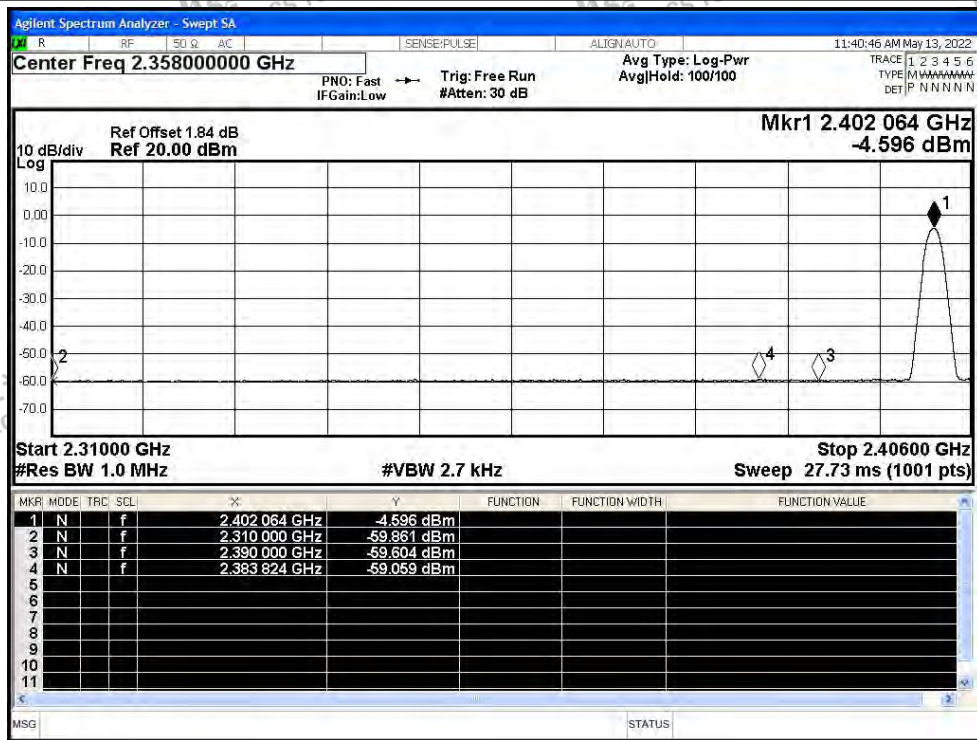 Agilent Spectrum Analyzer - Swept SA
LXI R RF 50 Ω AC SENSE:PULSE ALIGN AUTO 11:40:46 AM May 13, 2022
Center Freq 2.358000000 GHz
PNO: Fast
IFGain:Low
Trig: Free Run
#Atten: 30 dB
Avg Type: Log-Pwr
Avg|Hold: 100/100
TRACE 1 2 3 4 5 6
TYPE M W W W W W
DET P N N N N N
Ref Offset 1.84 dB
10 dB/div Ref 20.00 dBm
Log
Mkr1 2.402 064 GHz
-4.596 dBm
10.0
0.00
-10.0
-20.0
-30.0
-40.0
-50.0
-60.0
-70.0
1
2
4
3
Start 2.31000 GHz Stop 2.40600 GHz
#Res BW 1.0 MHz #VBW 2.7 kHz Sweep 27.73 ms (1001 pts)
MKR MODE TRC SCL X Y FUNCTION FUNCTION WIDTH FUNCTION VALUE
1 N f 2.402 064 GHz -4.596 dBm
2 N f 2.310 000 GHz -59.861 dBm
3 N f 2.390 000 GHz -59.604 dBm
4 N f 2.383 824 GHz -59.059 dBm
5
6
7
8
9
10
11
MSG STATUS